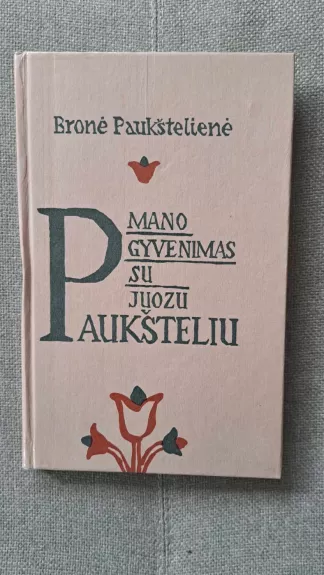 Bronė Paukštelienė
MANO
GYVENIMAS
SU
JUOZU
PAUKŠTELIU